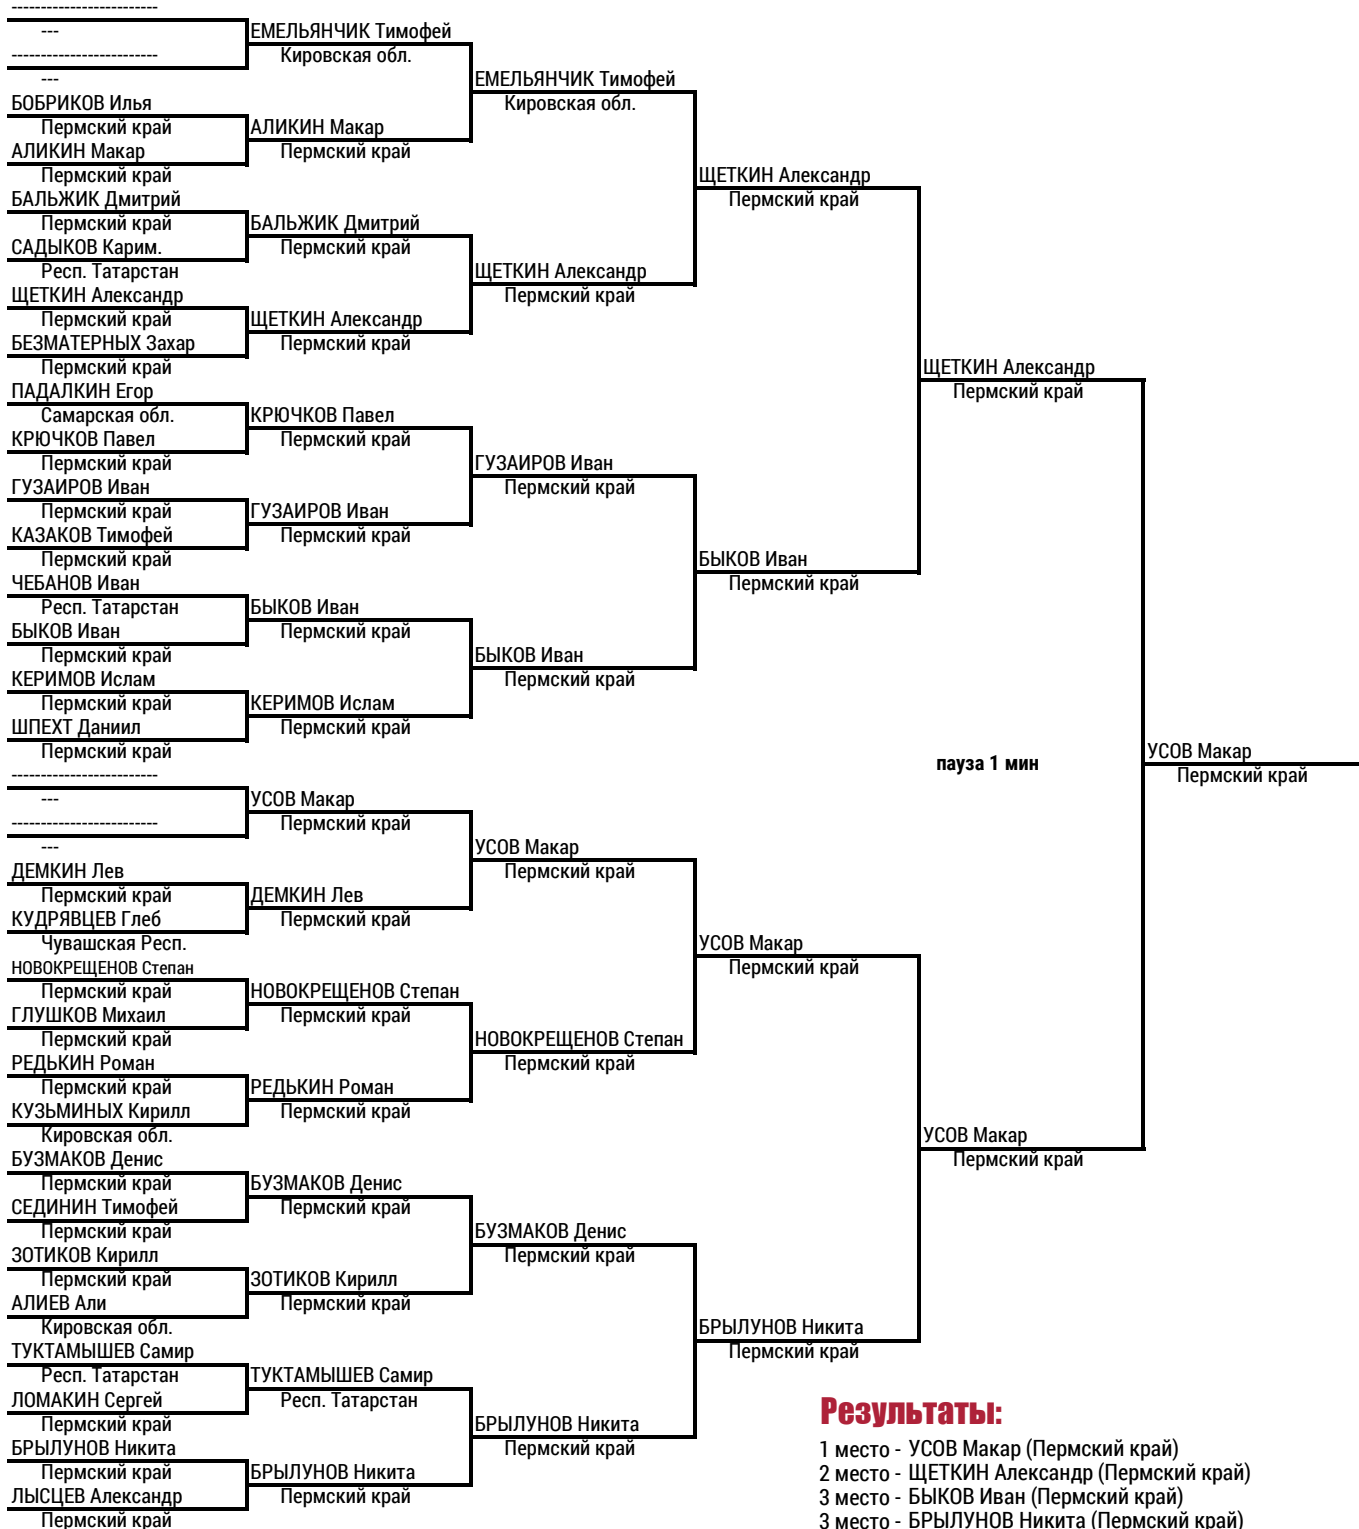 -------------------------
---
-------------------------
---
БОБРИКОВ Илья
Пермский край
АЛИКИН Макар
Пермский край
БАЛЬЖИК Дмитрий
Пермский край
САДЫКОВ Карим.
Респ. Татарстан
ЩЕТКИН Александр
Пермский край
БЕЗМАТЕРНЫХ Захар
Пермский край
ПАДАЛКИН Егор
Самарская обл.
КРЮЧКОВ Павел
Пермский край
ГУЗАИРОВ Иван
Пермский край
КАЗАКОВ Тимофей
Пермский край
ЧЕБАНОВ Иван
Респ. Татарстан
БЫКОВ Иван
Пермский край
КЕРИМОВ Ислам
Пермский край
ШПЕХТ Даниил
Пермский край
-------------------------
---
-------------------------
---
ДЕМКИН Лев
Пермский край
КУДРЯВЦЕВ Глеб
Чувашская Респ.
НОВОКРЕЩЕНОВ Степан
Пермский край
ГЛУШКОВ Михаил
Пермский край
РЕДЬКИН Роман
Пермский край
КУЗЬМИНЫХ Кирилл
Кировская обл.
БУЗМАКОВ Денис
Пермский край
СЕДИНИН Тимофей
Пермский край
ЗОТИКОВ Кирилл
Пермский край
АЛИЕВ Али
Кировская обл.
ТУКТАМЫШЕВ Самир
Респ. Татарстан
ЛОМАКИН Сергей
Пермский край
БРЫЛУНОВ Никита
Пермский край
ЛЫСЦЕВ Александр
Пермский край
ЕМЕЛЬЯНЧИК Тимофей
Кировская обл.
АЛИКИН Макар
Пермский край
БАЛЬЖИК Дмитрий
Пермский край
ЩЕТКИН Александр
Пермский край
КРЮЧКОВ Павел
Пермский край
ГУЗАИРОВ Иван
Пермский край
БЫКОВ Иван
Пермский край
КЕРИМОВ Ислам
Пермский край
УСОВ Макар
Пермский край
ДЕМКИН Лев
Пермский край
НОВОКРЕЩЕНОВ Степан
Пермский край
РЕДЬКИН Роман
Пермский край
БУЗМАКОВ Денис
Пермский край
ЗОТИКОВ Кирилл
Пермский край
ТУКТАМЫШЕВ Самир
Респ. Татарстан
БРЫЛУНОВ Никита
Пермский край
ЕМЕЛЬЯНЧИК Тимофей
Кировская обл.
ЩЕТКИН Александр
Пермский край
ГУЗАИРОВ Иван
Пермский край
БЫКОВ Иван
Пермский край
УСОВ Макар
Пермский край
НОВОКРЕЩЕНОВ Степан
Пермский край
БУЗМАКОВ Денис
Пермский край
БРЫЛУНОВ Никита
Пермский край
ЩЕТКИН Александр
Пермский край
БЫКОВ Иван
Пермский край
УСОВ Макар
Пермский край
БРЫЛУНОВ Никита
Пермский край
ЩЕТКИН Александр
Пермский край
пауза 1 мин
УСОВ Макар
Пермский край
УСОВ Макар
Пермский край
Результаты:
1 место - УСОВ Макар (Пермский край)
2 место - ЩЕТКИН Александр (Пермский край)
3 место - БЫКОВ Иван (Пермский край)
3 место - БРЫЛУНОВ Никита (Пермский край)